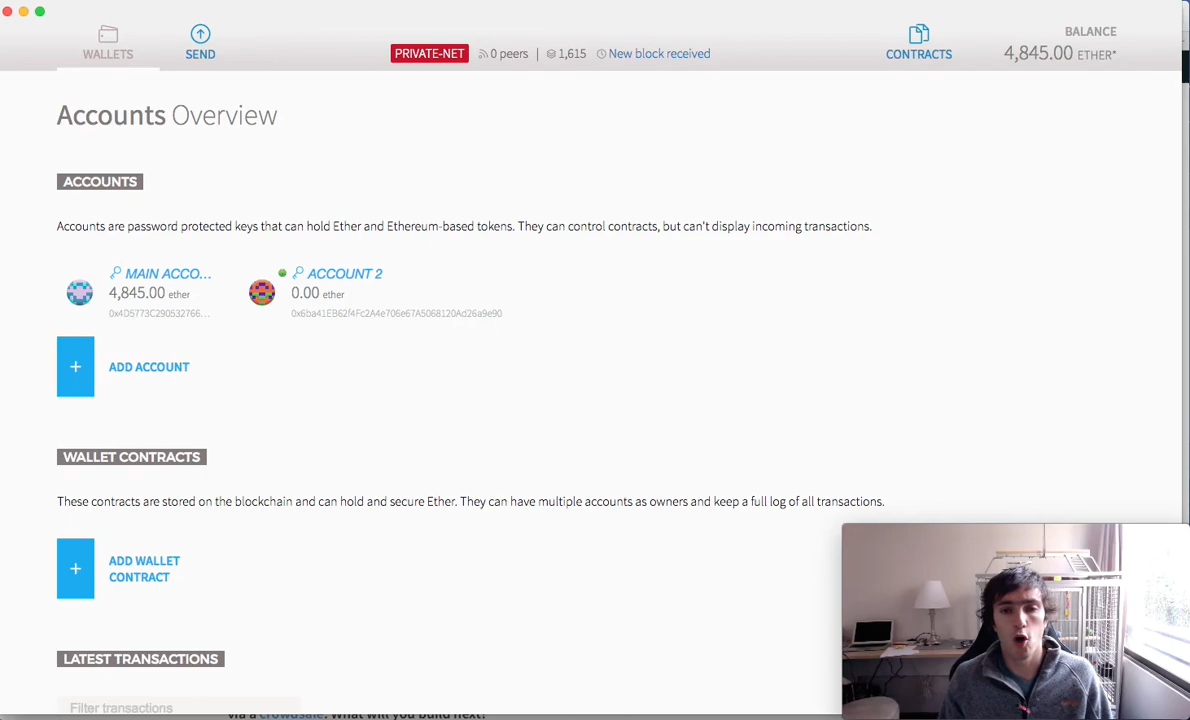 WALLETS
SEND
PRIVATE-NET 0 peers | 1,615 New block received
CONTRACTS
BALANCE
4,845.00 ETHER*
Accounts Overview
ACCOUNTS
Accounts are password protected keys that can hold Ether and Ethereum-based tokens. They can control contracts, but can't display incoming transactions.
MAIN ACCO...
4,845.00 ether
0x4D5773C290532766...
ACCOUNT 2
0.00 ether
0x6ba41EB62f4Fc2A4e706e67A5068120Ad26a9e90
+ ADD ACCOUNT
WALLET CONTRACTS
These contracts are stored on the blockchain and can hold and secure Ether. They can have multiple accounts as owners and keep a full log of all transactions.
+ ADD WALLET
CONTRACT
LATEST TRANSACTIONS
Filter transactions
via a crowdsale. What will you build next?